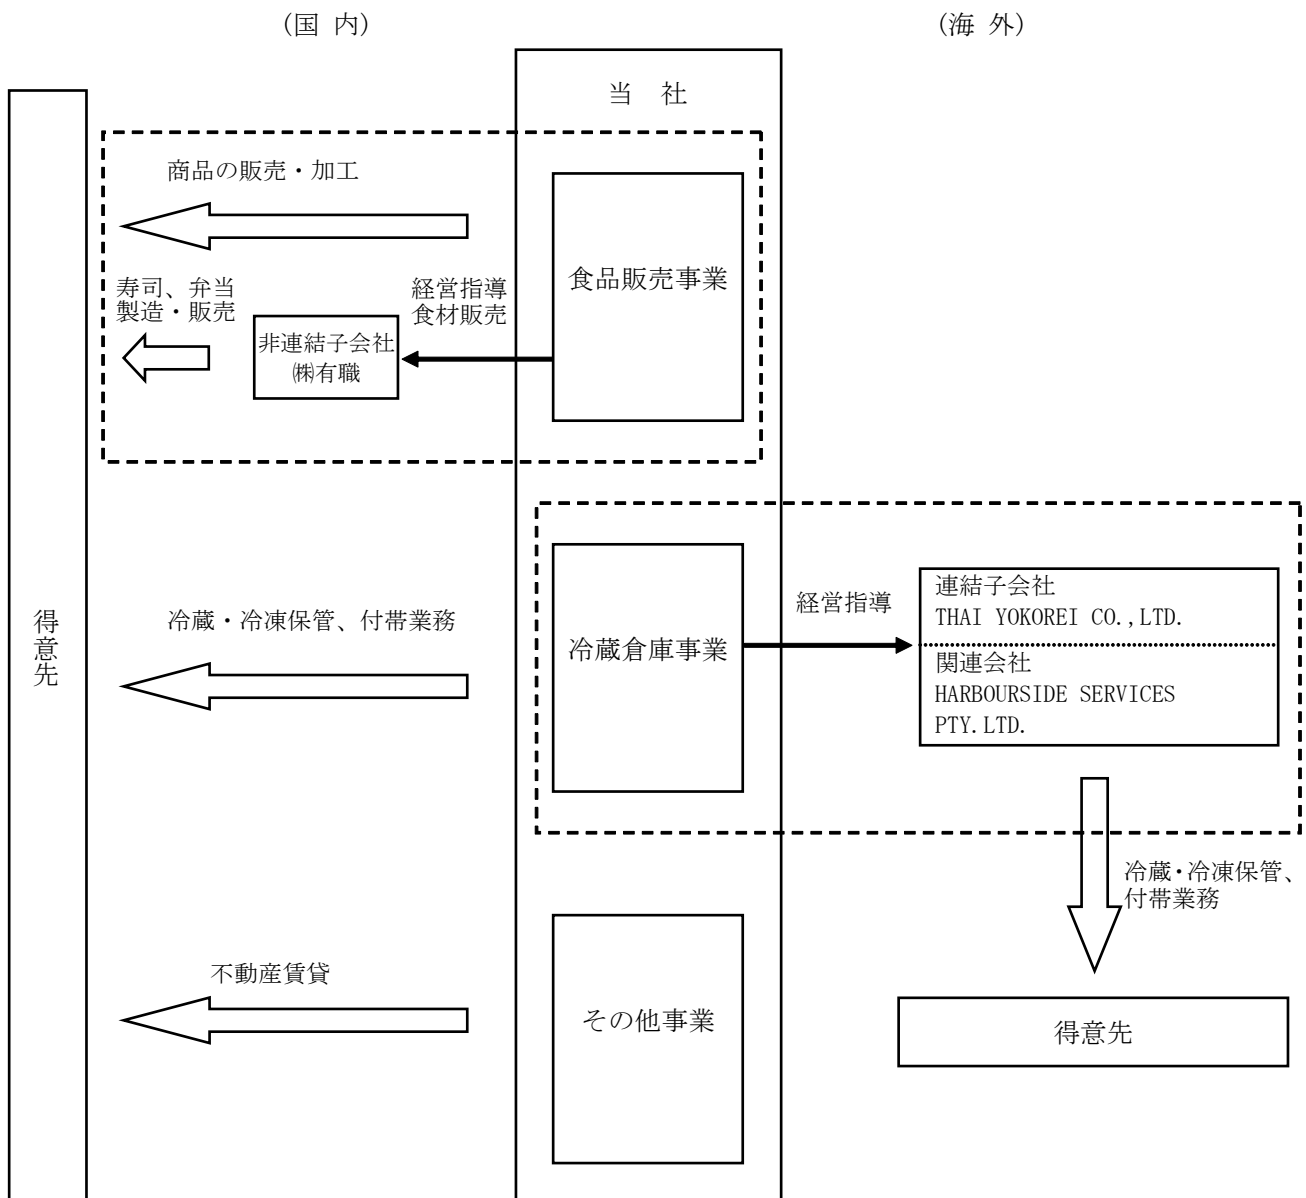 (国 内)
(海 外)
当 社
商品の販売・加工
食品販売事業
寿司、弁当
製造・販売
経営指導
食材販売
非連結子会社
㈱有職
得意先
冷蔵・冷凍保管、付帯業務
冷蔵倉庫事業
経営指導
連結子会社
THAI YOKOREI CO.,LTD.
関連会社
HARBOURSIDE SERVICES
PTY.LTD.
冷蔵・冷凍保管、
付帯業務
不動産賃貸
その他事業
得意先